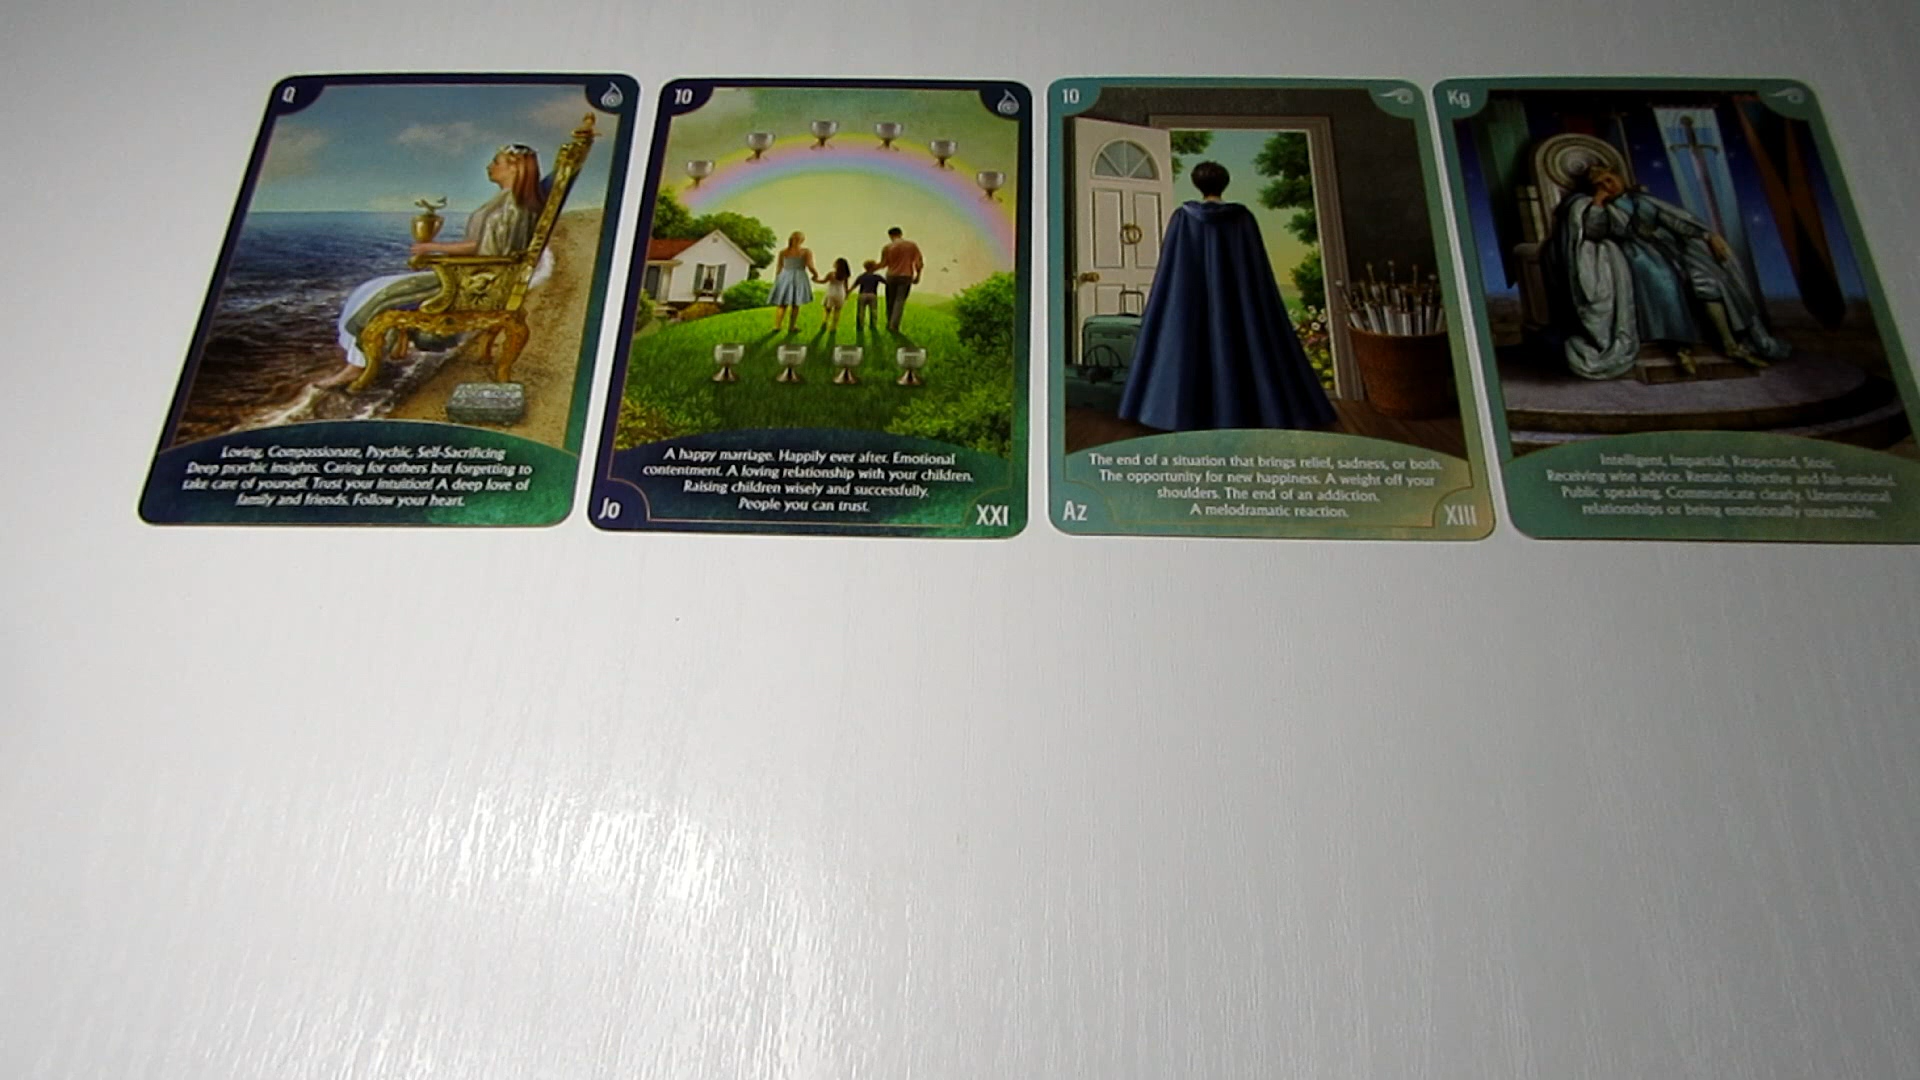 Q
Loving, Compassionate, Psychic, Self-Sacrificing
Deep psychic insights. Caring for others but forgetting to
take care of yourself. Trust your intuition! A deep love of
family and friends. Follow your heart.
10
A happy marriage. Happily ever after. Emotional
contentment. A loving relationship with your children.
Raising children wisely and successfully.
People you can trust.
Jo
XXI
10
The end of a situation that brings relief, sadness, or both.
The opportunity for new happiness. A weight off your
shoulders. The end of an addiction.
A melodramatic reaction.
Az
XIII
Kg
Intelligent, Impartial, Respected, Stoic
Receiving wise advice. Remain objective and fair-minded.
Public speaking. Communicate clearly. Unemotional
relationships or being emotionally unavailable.